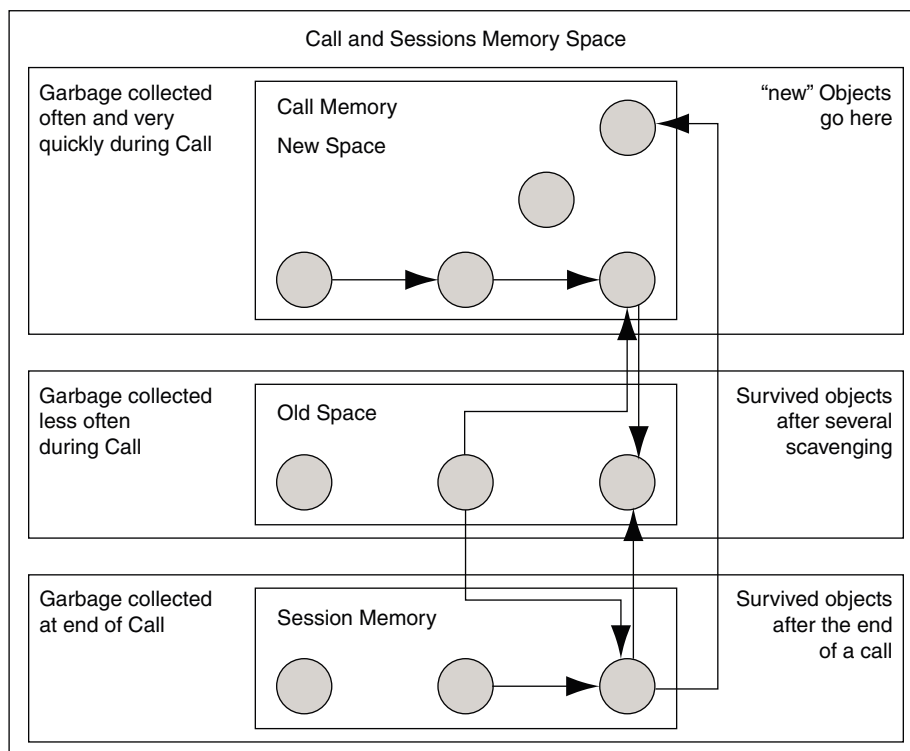 Call and Sessions Memory Space
Garbage collected
often and very
quickly during Call
Call Memory
New Space
“new” Objects
go here
Garbage collected
less often
during Call
Old Space
Survived objects
after several
scavenging
Garbage collected
at end of Call
Session Memory
Survived objects
after the end
of a call